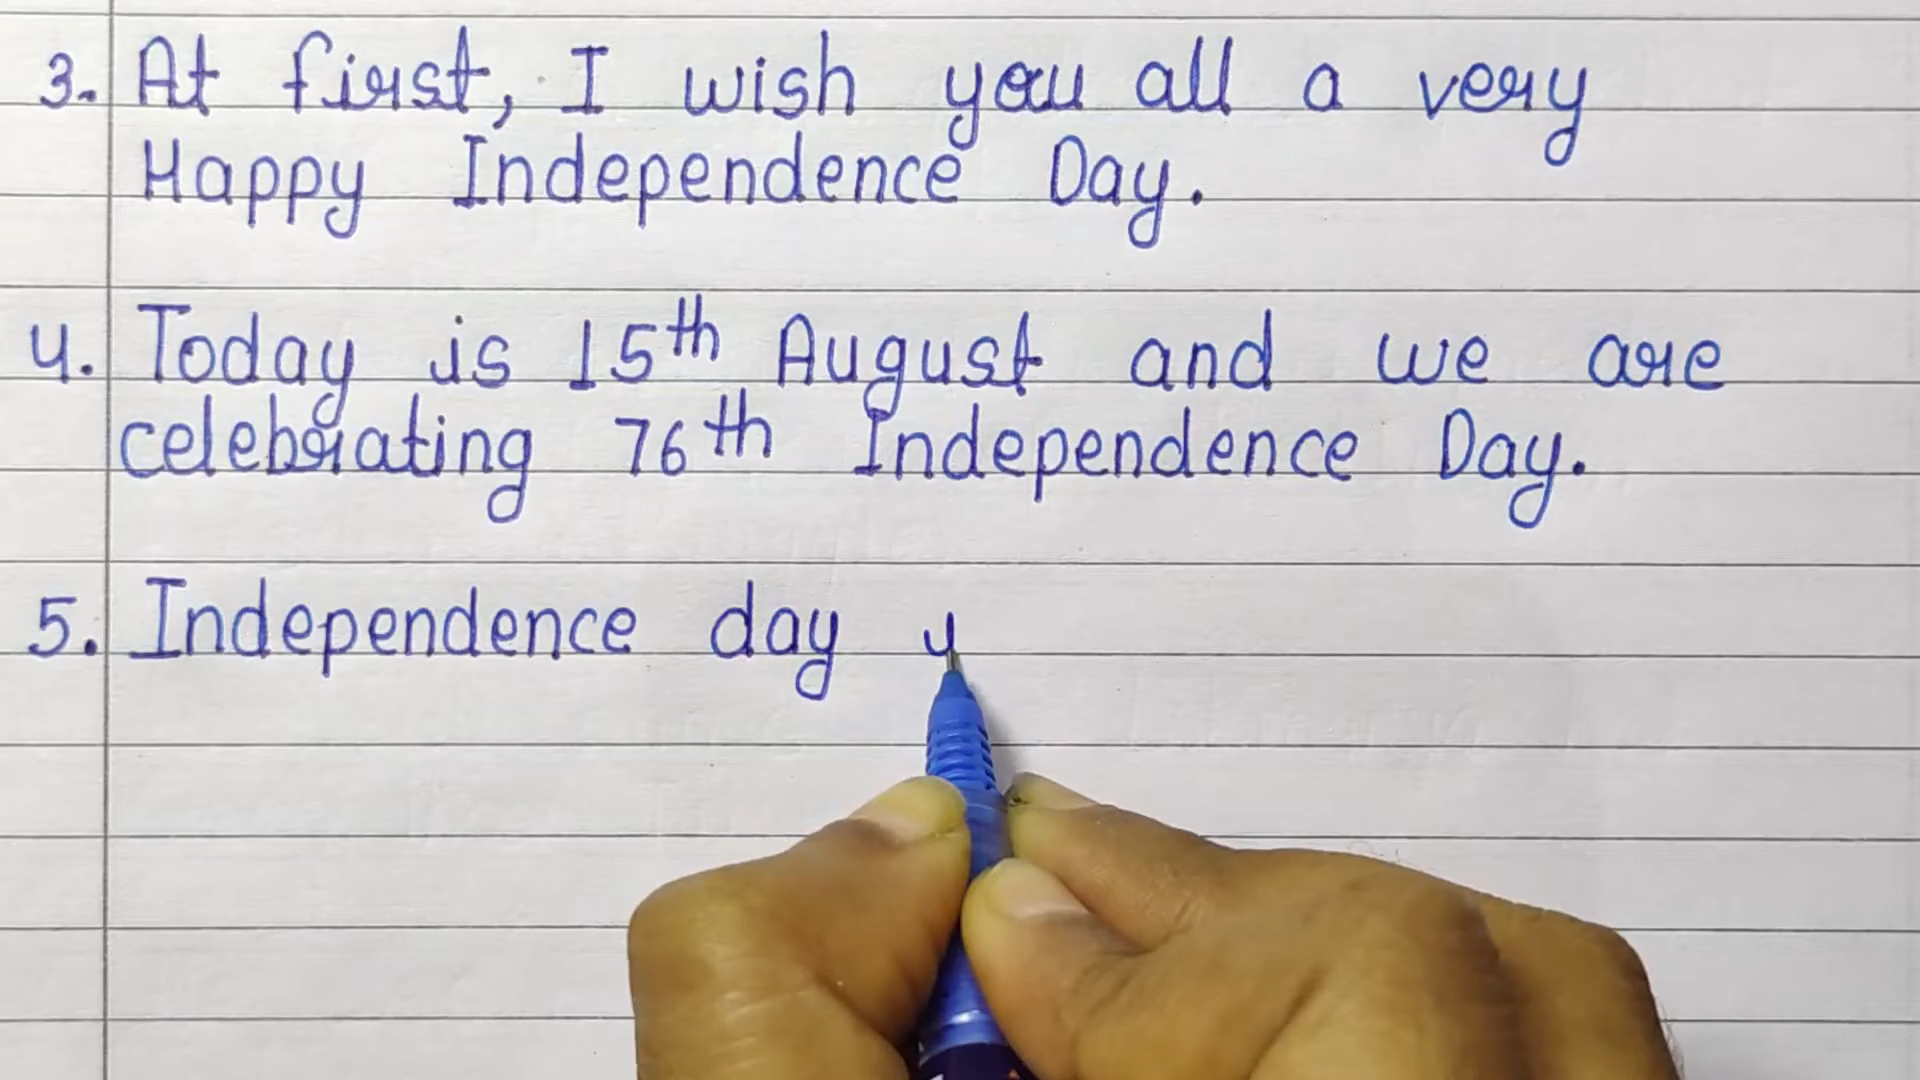 3. At first, I wish you all a very
Happy Independence Day.
4. Today is 15th August and we are
celebrating 76th Independence Day.
5. Independence day